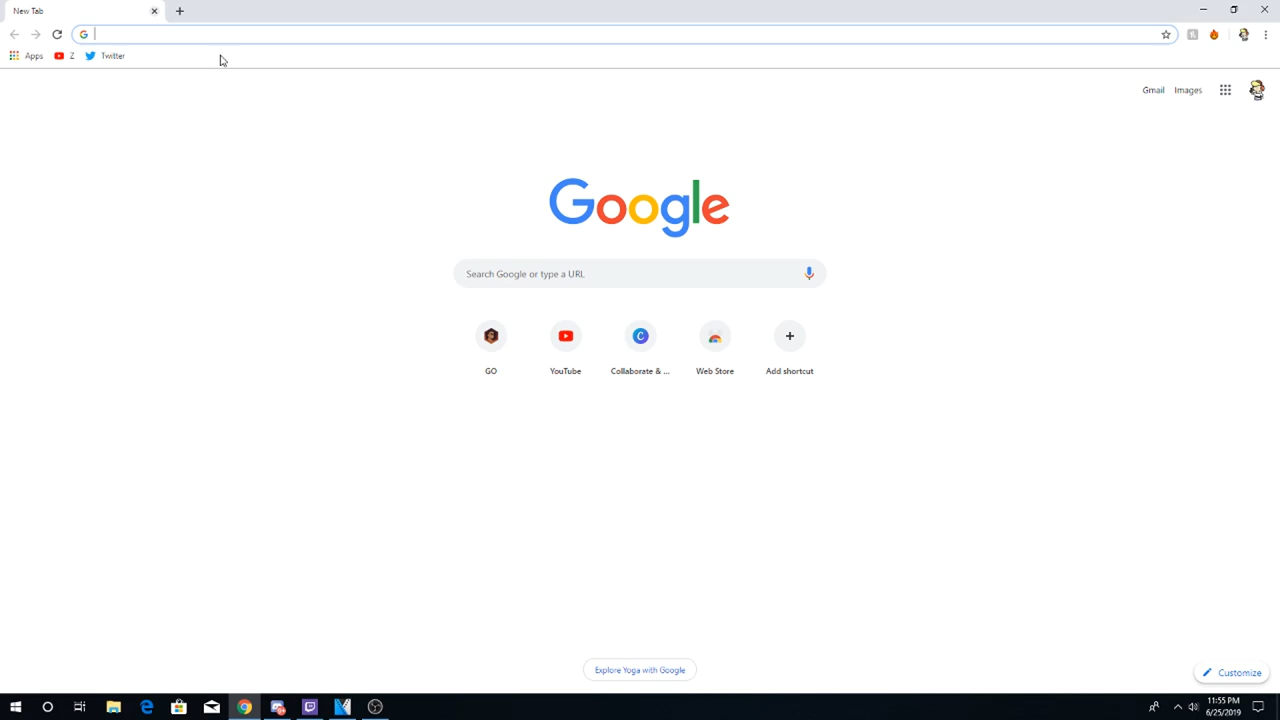 New Tab
Apps
Z
Twitter
Gmail
Images
Google
Search Google or type a URL
GO
YouTube
Collaborate & ...
Web Store
Add shortcut
Explore Yoga with Google
Customize
11:55 PM
6/25/2019